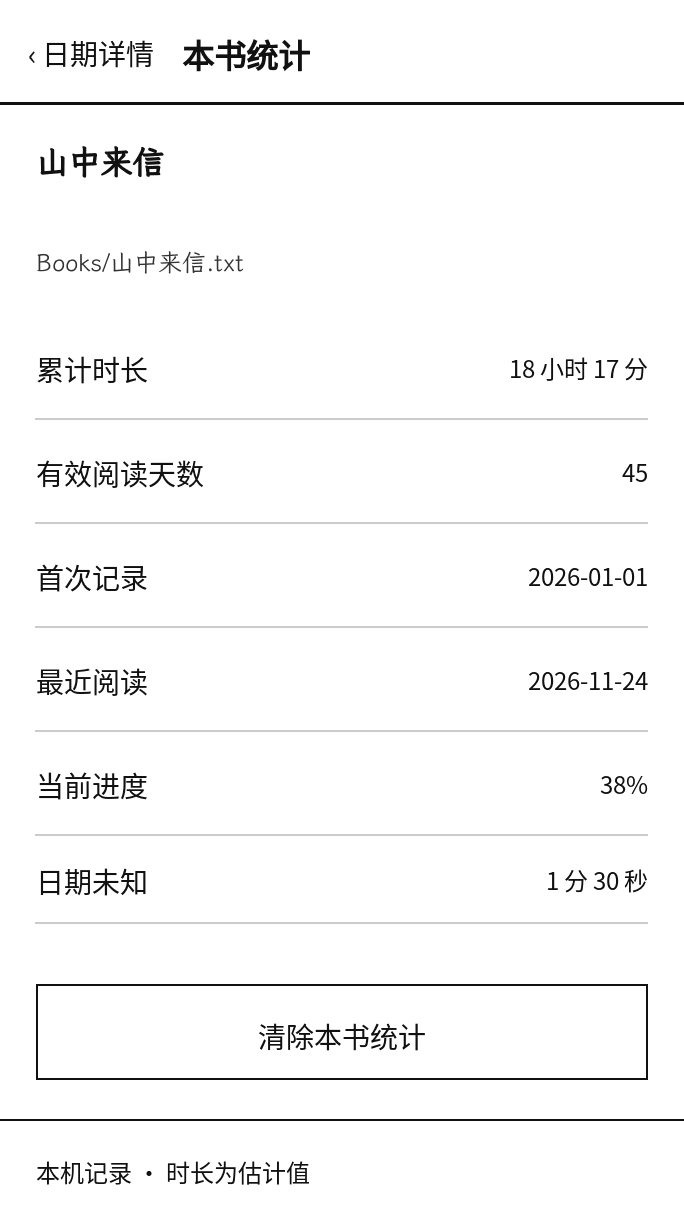 ‹ 日期详情 本书统计
山中来信
Books/山中来信.txt
累计时长 18 小时 17 分
有效阅读天数 45
首次记录 2026-01-01
最近阅读 2026-11-24
当前进度 38%
日期未知 1 分 30 秒
清除本书统计
本机记录 · 时长为估计值